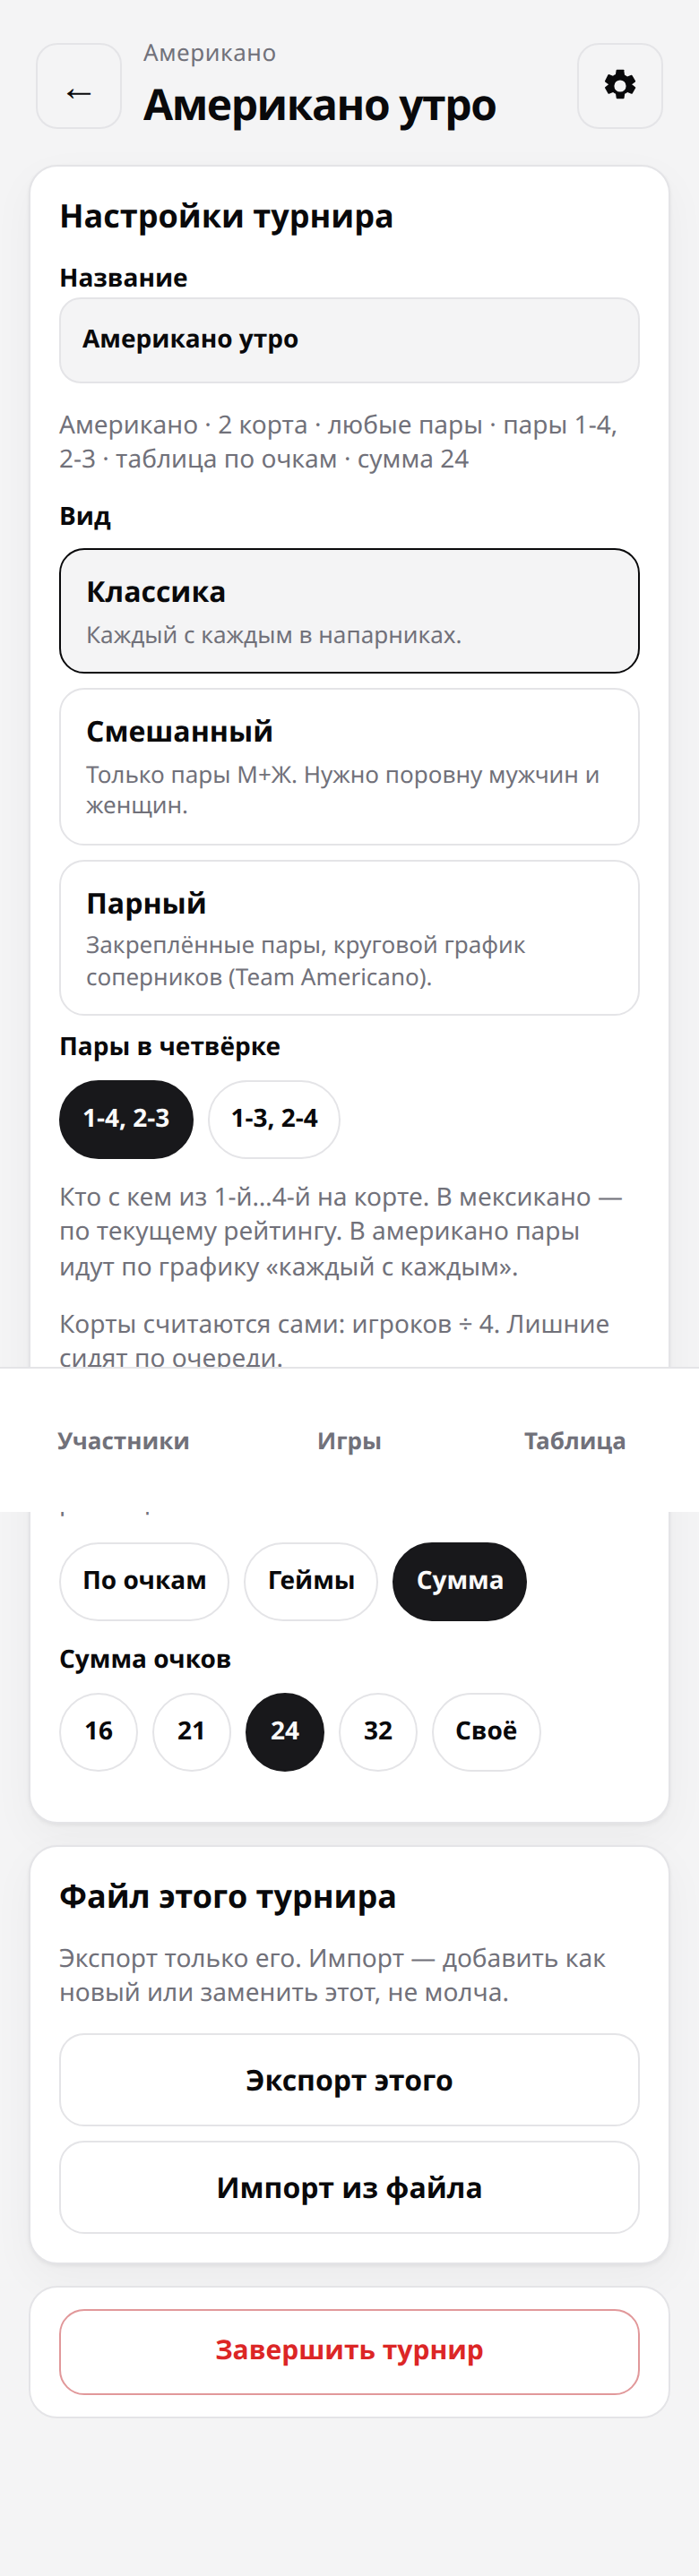 Американо
←
Американо утро
Настройки турнира
Название
Американо утро
Американо · 2 корта · любые пары · пары 1-4,
2-3 · таблица по очкам · сумма 24
Вид
Классика
Каждый с каждым в напарниках.
Смешанный
Только пары М+Ж. Нужно поровну мужчин и
женщин.
Парный
Закреплённые пары, круговой график
соперников (Team Americano).
Пары в четвёрке
1-4, 2-3
1-3, 2-4
Кто с кем из 1-й…4-й на корте. В мексикано —
по текущему рейтингу. В американо пары
идут по графику «каждый с каждым».
Корты считаются сами: игроков ÷ 4. Лишние
сидят по очереди.
Участники
Игры
Таблица
По очкам
Геймы
Сумма
Сумма очков
16
21
24
32
Своё
Файл этого турнира
Экспорт только его. Импорт — добавить как
новый или заменить этот, не молча.
Экспорт этого
Импорт из файла
Завершить турнир